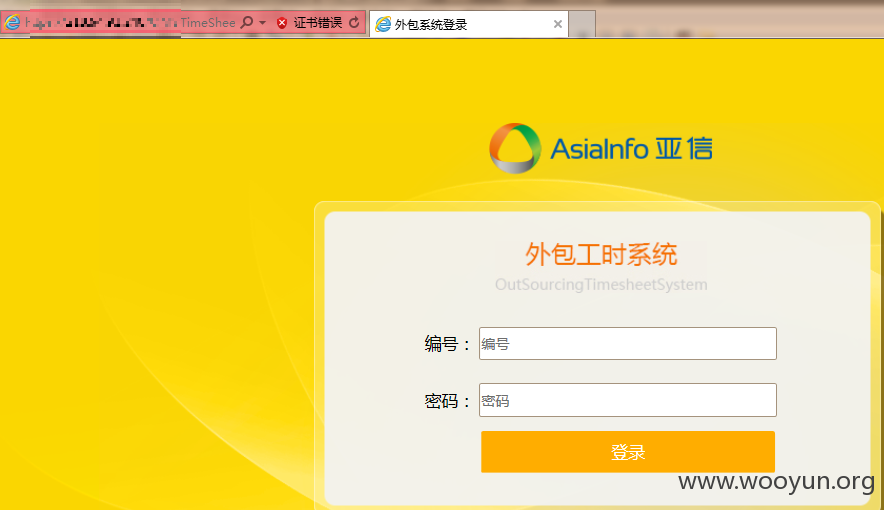 TimeShee
证书错误
外包系统登录
AsiaInfo 亚信
外包工时系统
OutSourcingTimesheetSystem
编号：
编号
密码：
密码
登录
www.wooyun.org